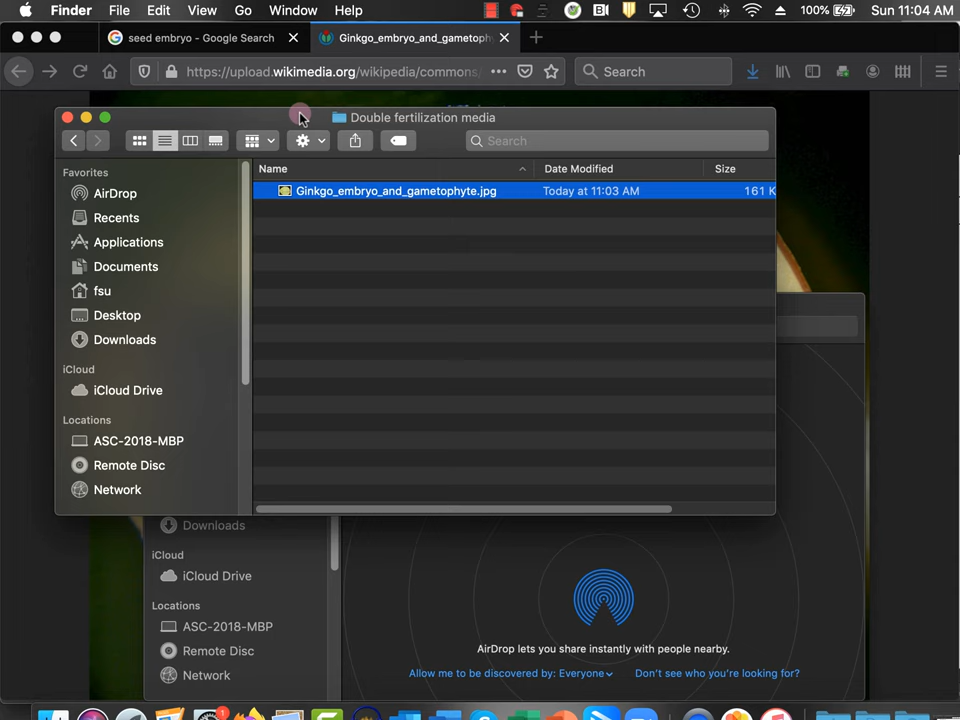 Finder File Edit View Go Window Help 100% Sun 11:04 AM
seed embryo - Google Search Ginkgo_embryo_and_gametoph
https://upload.wikimedia.org/wikipedia/commons/ Search
Double fertilization media
Search
Favorites
AirDrop
Recents
Applications
Documents
fsu
Desktop
Downloads
iCloud
iCloud Drive
Locations
ASC-2018-MBP
Remote Disc
Network
Name Date Modified Size
Ginkgo_embryo_and_gametophyte.jpg Today at 11:03 AM 161 K
Downloads
iCloud
iCloud Drive
Locations
ASC-2018-MBP
Remote Disc
Network
AirDrop lets you share instantly with people nearby.
Allow me to be discovered by: Everyone Don't see who you're looking for?
1